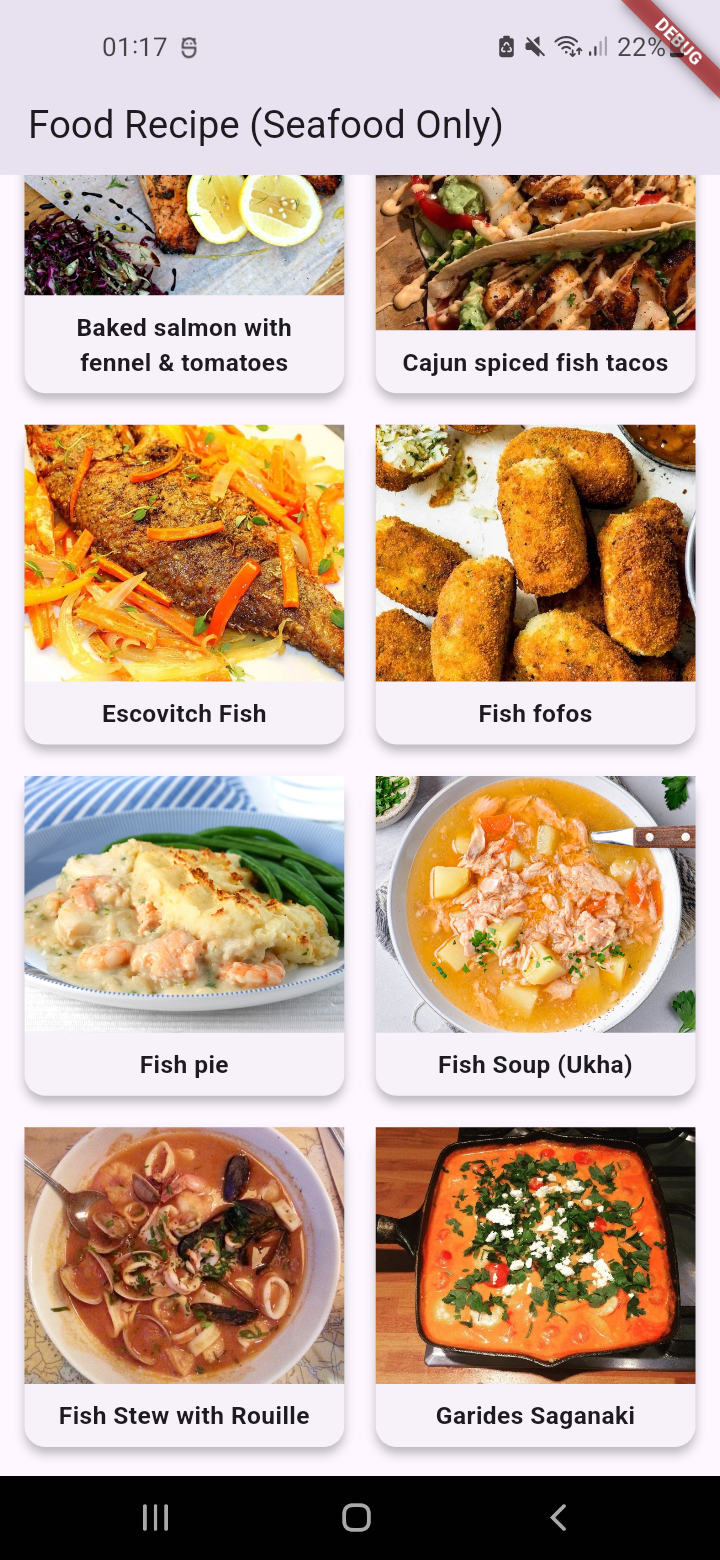 01:17
22%
DEBUG
Food Recipe (Seafood Only)
Baked salmon with
fennel & tomatoes
Cajun spiced fish tacos
Escovitch Fish
Fish fofos
Fish pie
Fish Soup (Ukha)
Fish Stew with Rouille
Garides Saganaki